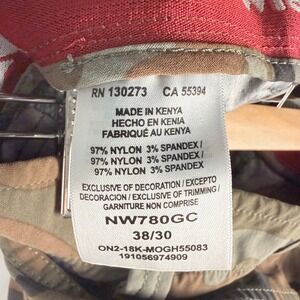 RN 130273 CA 55394
MADE IN KENYA
HECHO EN KENIA
FABRIQUÉ AU KENYA
97% NYLON 3% SPANDEX /
97% NYLON 3% SPANDEX /
97% NYLON 3% SPANDEX
EXCLUSIVE OF DECORATION / EXCEPTO
DECORACION / EXCLUSIVE OF TRIMMING /
GARNITURE NON COMPRISE
NW780GC
38/30
ON2-18K-MOGH55083
191056974909